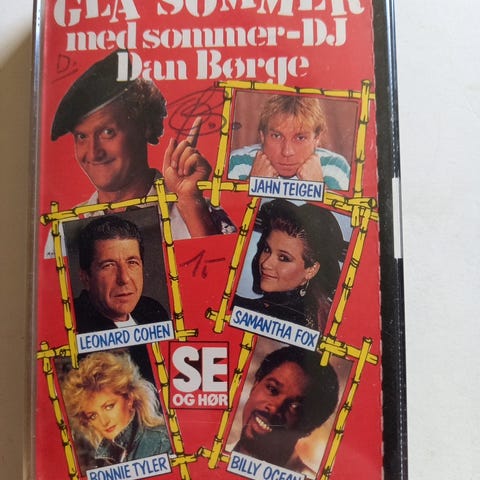 GLA' SOMMER
med sommer-DJ
Dan Børge
D.
JAHN TEIGEN
1,-
LEONARD COHEN
SAMANTHA FOX
SE
OG HØR
BONNIE TYLER
BILLY OCEAN